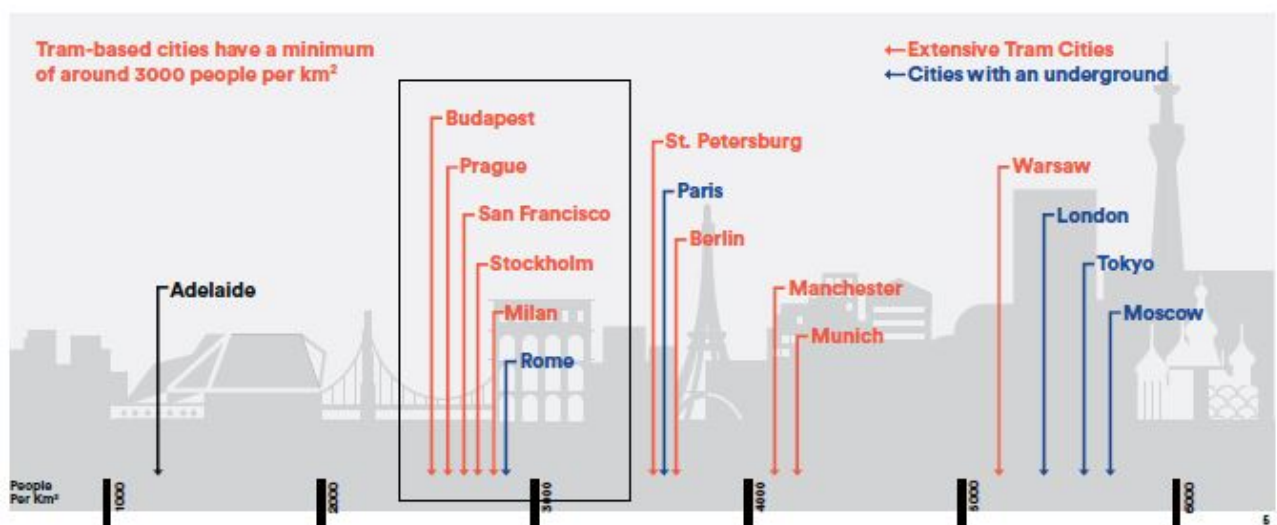 Tram-based cities have a minimum
of around 3000 people per km²
←Extensive Tram Cities
←Cities with an underground
Budapest
St. Petersburg
Prague
Warsaw
Paris
San Francisco
London
Berlin
Stockholm
Tokyo
Adelaide
Manchester
Milan
Moscow
Munich
Rome
People
Per Km²
1000
2000
3000
4000
5000
6000
5